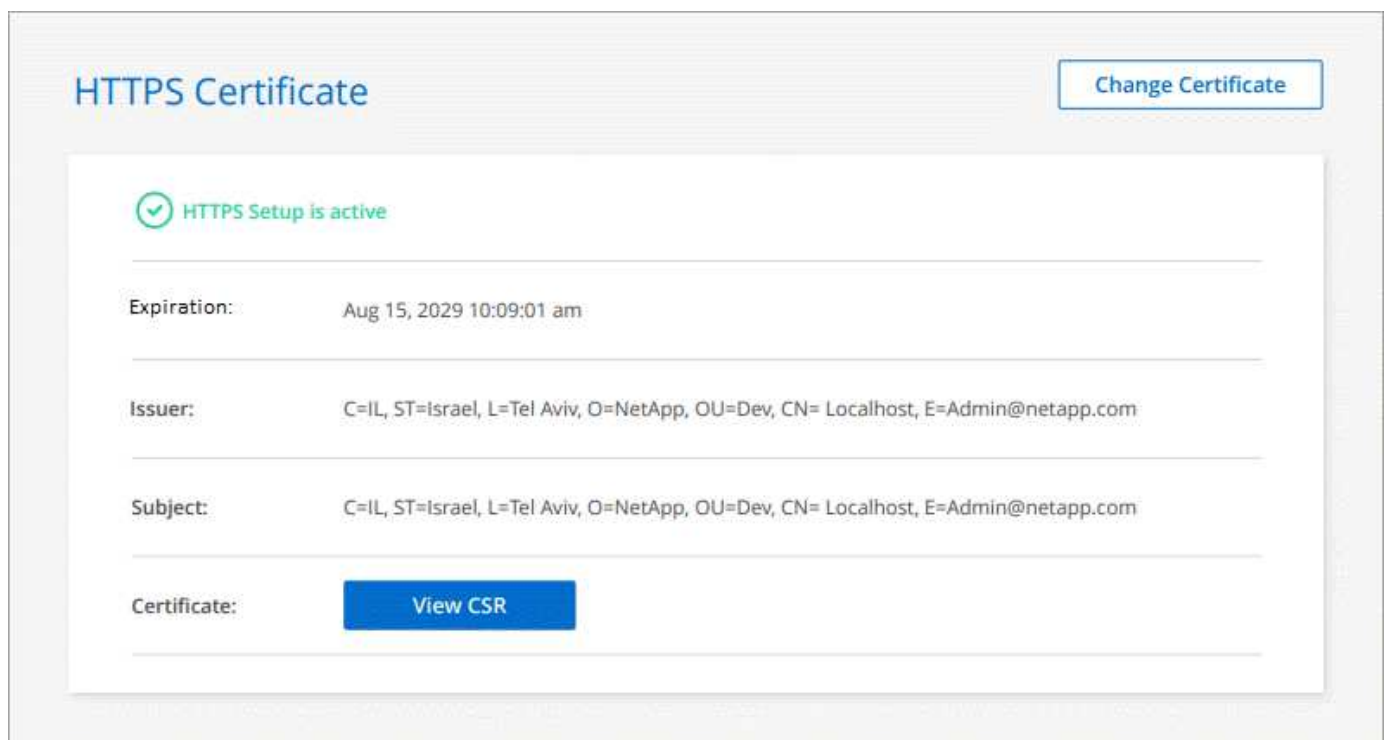 HTTPS Certificate
Change Certificate
HTTPS Setup is active
Expiration: Aug 15, 2029 10:09:01 am
Issuer: C=IL, ST=Israel, L=Tel Aviv, O=NetApp, OU=Dev, CN= Localhost, E=Admin@netapp.com
Subject: C=IL, ST=Israel, L=Tel Aviv, O=NetApp, OU=Dev, CN= Localhost, E=Admin@netapp.com
Certificate: View CSR